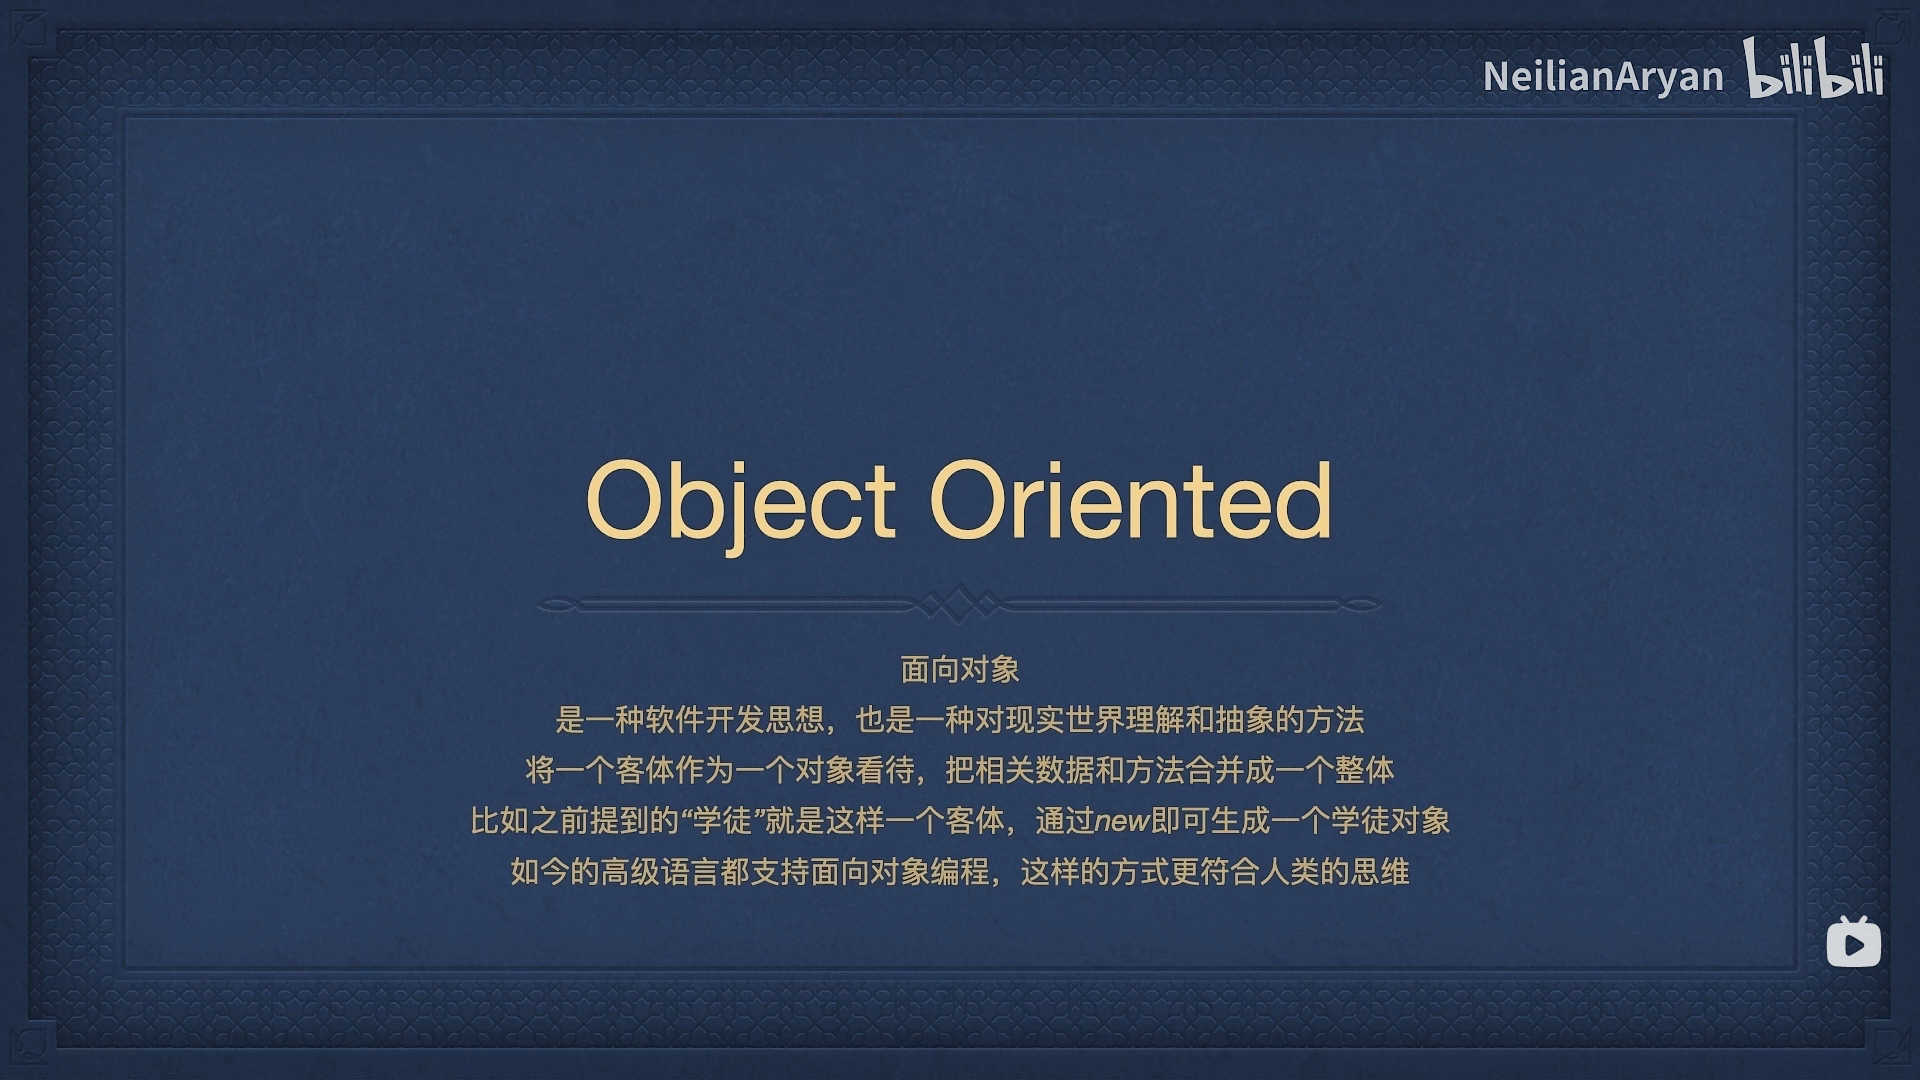 NeilianAryan bilibili
Object Oriented
面向对象
是一种软件开发思想，也是一种对现实世界理解和抽象的方法
将一个客体作为一个对象看待，把相关数据和方法合并成一个整体
比如之前提到的“学徒”就是这样一个客体，通过new即可生成一个学徒对象
如今的高级语言都支持面向对象编程，这样的方式更符合人类的思维